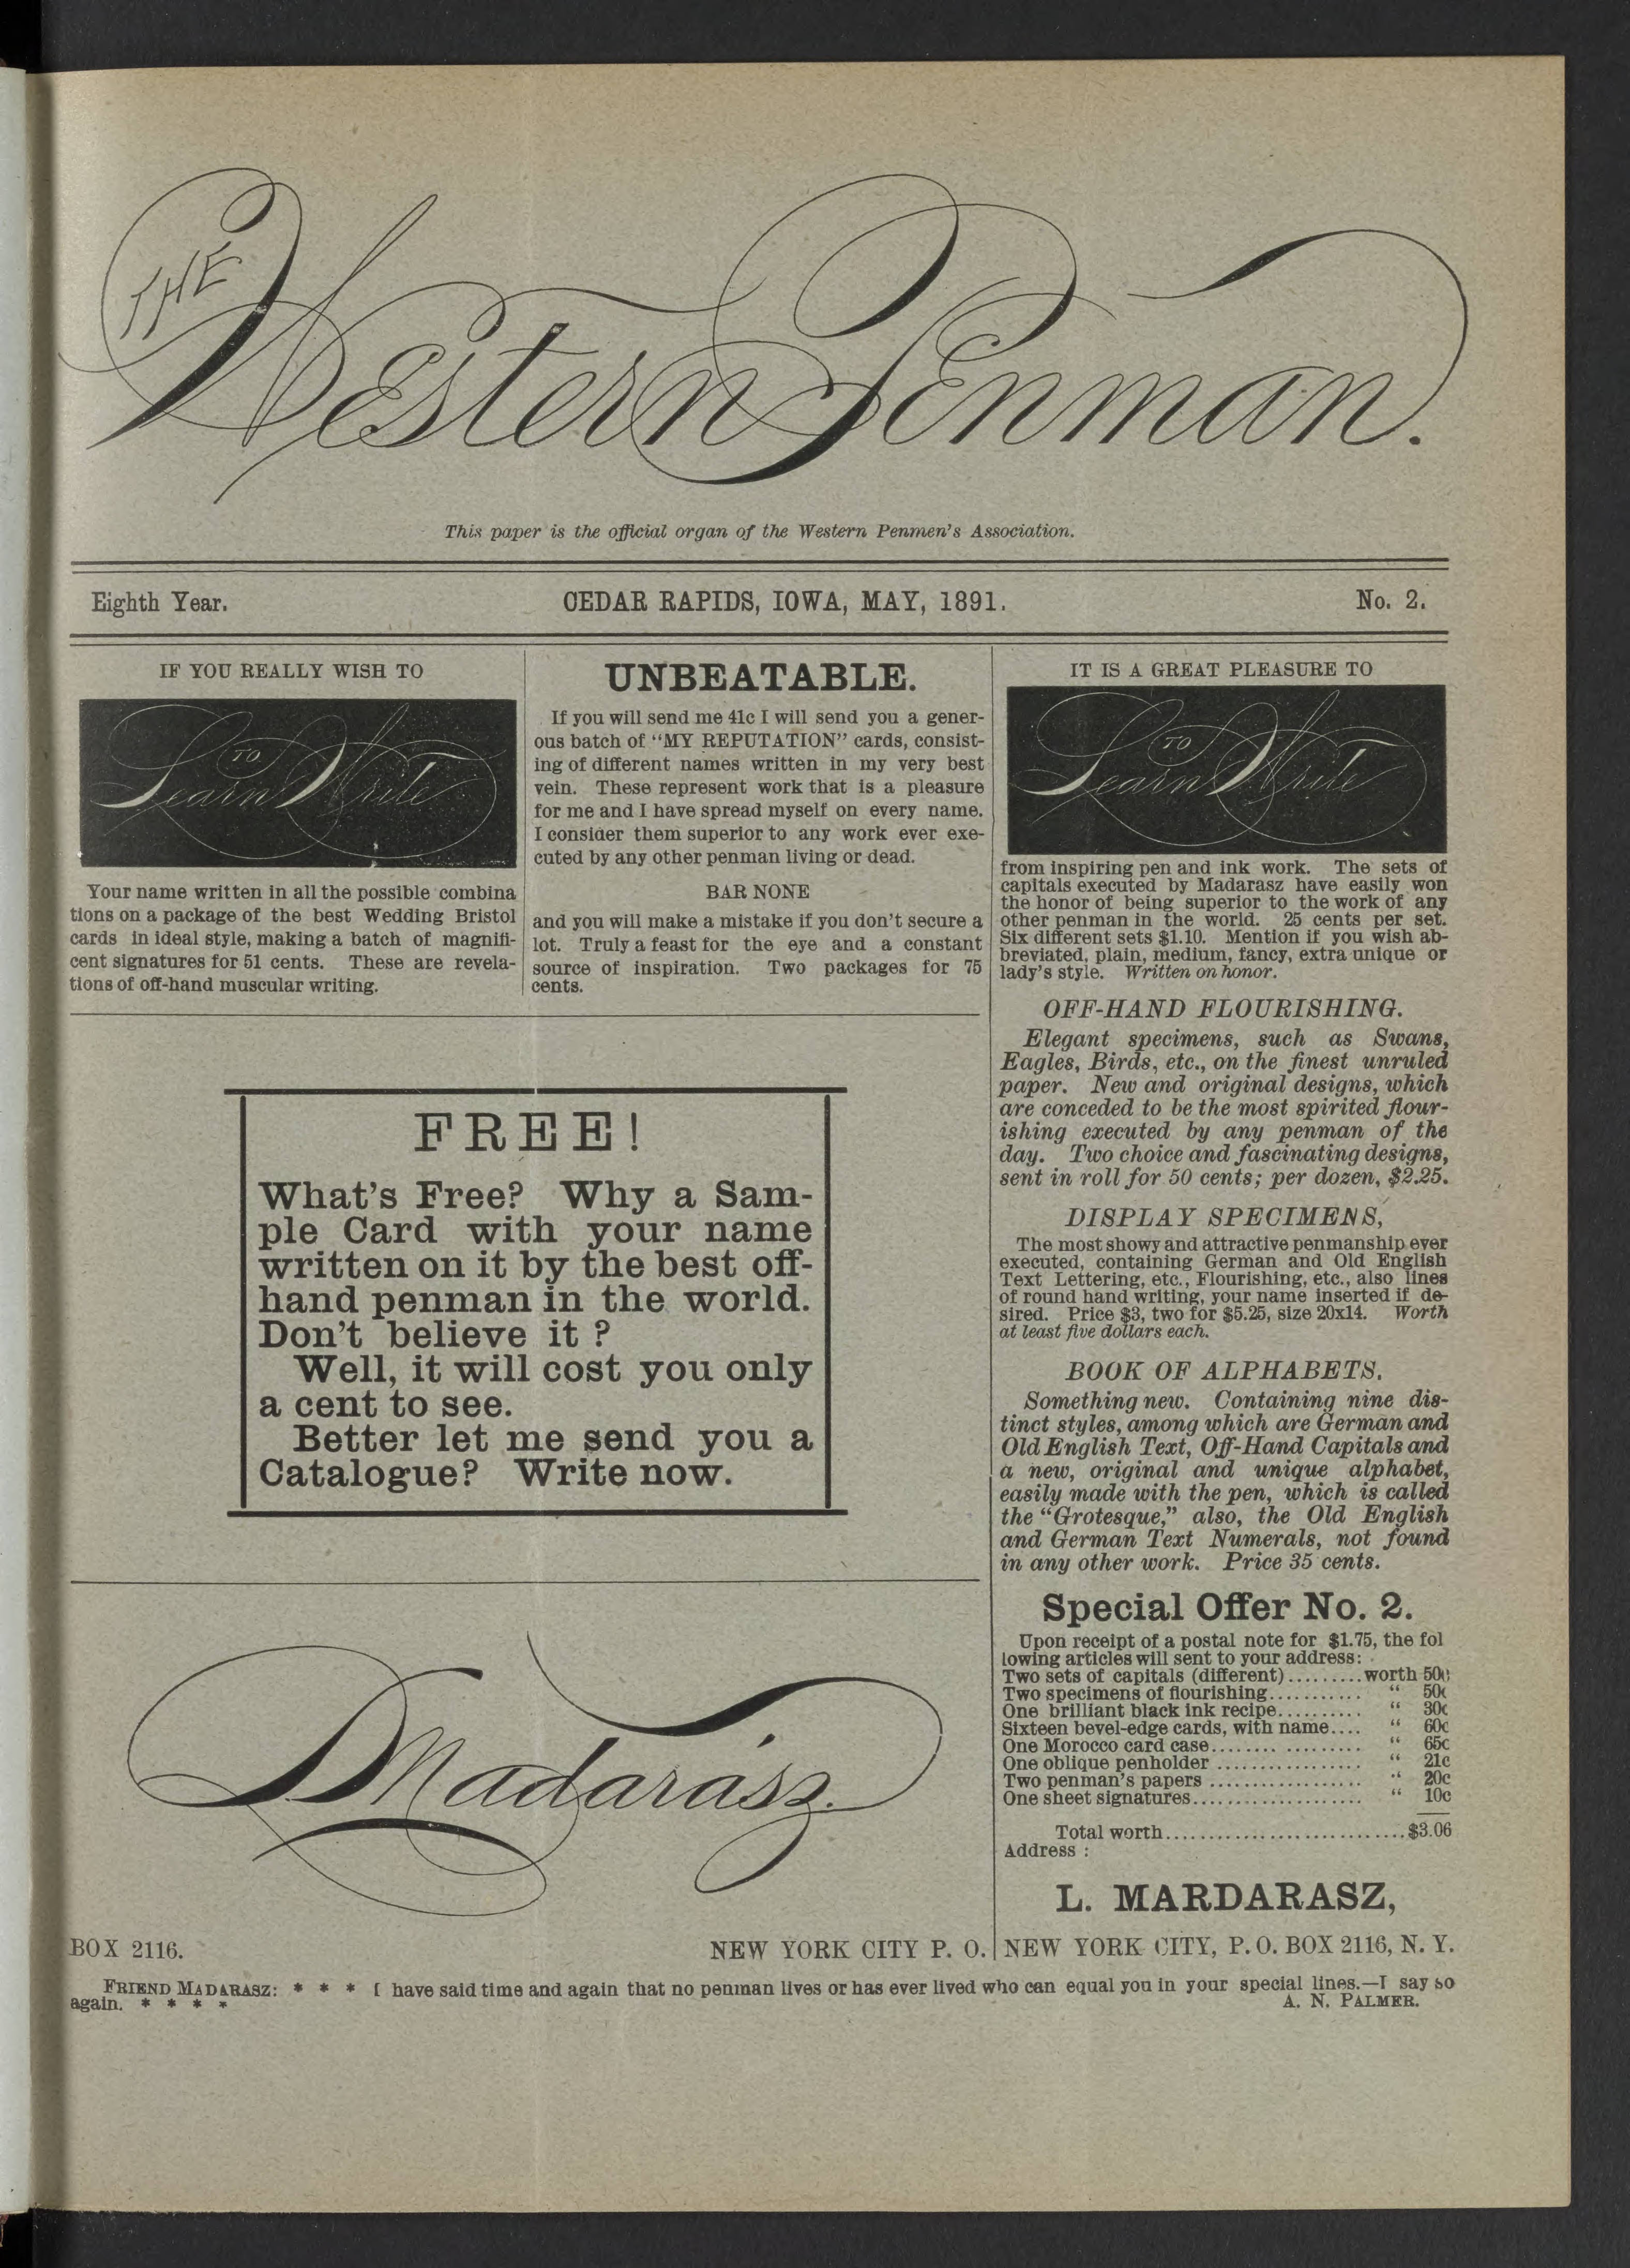 THE
Western Penman.
This paper is the official organ of the Western Penmen's Association.
Eighth Year.
CEDAR RAPIDS, IOWA, MAY, 1891.
No. 2.
IF YOU REALLY WISH TO
TO
Learn Write
Your name written in all the possible combina
tions on a package of the best Wedding Bristol
cards in ideal style, making a batch of magnifi-
cent signatures for 51 cents. These are revela-
tions of off-hand muscular writing.
UNBEATABLE.
If you will send me 41c I will send you a gener-
ous batch of "MY REPUTATION" cards, consist-
ing of different names written in my very best
vein. These represent work that is a pleasure
for me and I have spread myself on every name.
I consider them superior to any work ever exe-
cuted by any other penman living or dead.
BAR NONE
and you will make a mistake if you don't secure a
lot. Truly a feast for the eye and a constant
source of inspiration. Two packages for 75
cents.
FREE!
What's Free? Why a Sam-
ple Card with your name
written on it by the best off-
hand penman in the world.
Don't believe it ?
Well, it will cost you only
a cent to see.
Better let me send you a
Catalogue? Write now.
Madarasz.
BOX 2116.
NEW YORK CITY P. O.
IT IS A GREAT PLEASURE TO
TO
Learn Write
from inspiring pen and ink work. The sets of
capitals executed by Madarasz have easily won
the honor of being superior to the work of any
other penman in the world. 25 cents per set.
Six different sets $1.10. Mention if you wish ab-
breviated, plain, medium, fancy, extra unique or
lady's style. Written on honor.
OFF-HAND FLOURISHING.
Elegant specimens, such as Swans,
Eagles, Birds, etc., on the finest unruled
paper. New and original designs, which
are conceded to be the most spirited flour-
ishing executed by any penman of the
day. Two choice and fascinating designs,
sent in roll for 50 cents; per dozen, $2.25.
DISPLAY SPECIMENS,
The most showy and attractive penmanship ever
executed, containing German and Old English
Text Lettering, etc., Flourishing, etc., also lines
of round hand writing, your name inserted if de-
sired. Price $3, two for $5.25, size 20x14. Worth
at least five dollars each.
BOOK OF ALPHABETS.
Something new. Containing nine dis-
tinct styles, among which are German and
Old English Text, Off-Hand Capitals and
a new, original and unique alphabet,
easily made with the pen, which is called
the "Grotesque," also, the Old English
and German Text Numerals, not found
in any other work. Price 35 cents.
Special Offer No. 2.
Upon receipt of a postal note for $1.75, the fol
lowing articles will sent to your address:
Two sets of capitals (different).........worth 50c
Two specimens of flourishing........... " 50c
One brilliant black ink recipe.......... " 30c
Sixteen bevel-edge cards, with name.... " 60c
One Morocco card case........ ......... " 65c
One oblique penholder ................. " 21c
Two penman's papers .................. " 20c
One sheet signatures.................... " 10c
Total worth............................$3.06
Address :
L. MARDARASZ,
NEW YORK CITY, P. O. BOX 2116, N. Y.
FRIEND MADARASZ: * * * I have said time and again that no penman lives or has ever lived who can equal you in your special lines.—I say so
again. * * * *
A. N. PALMER.